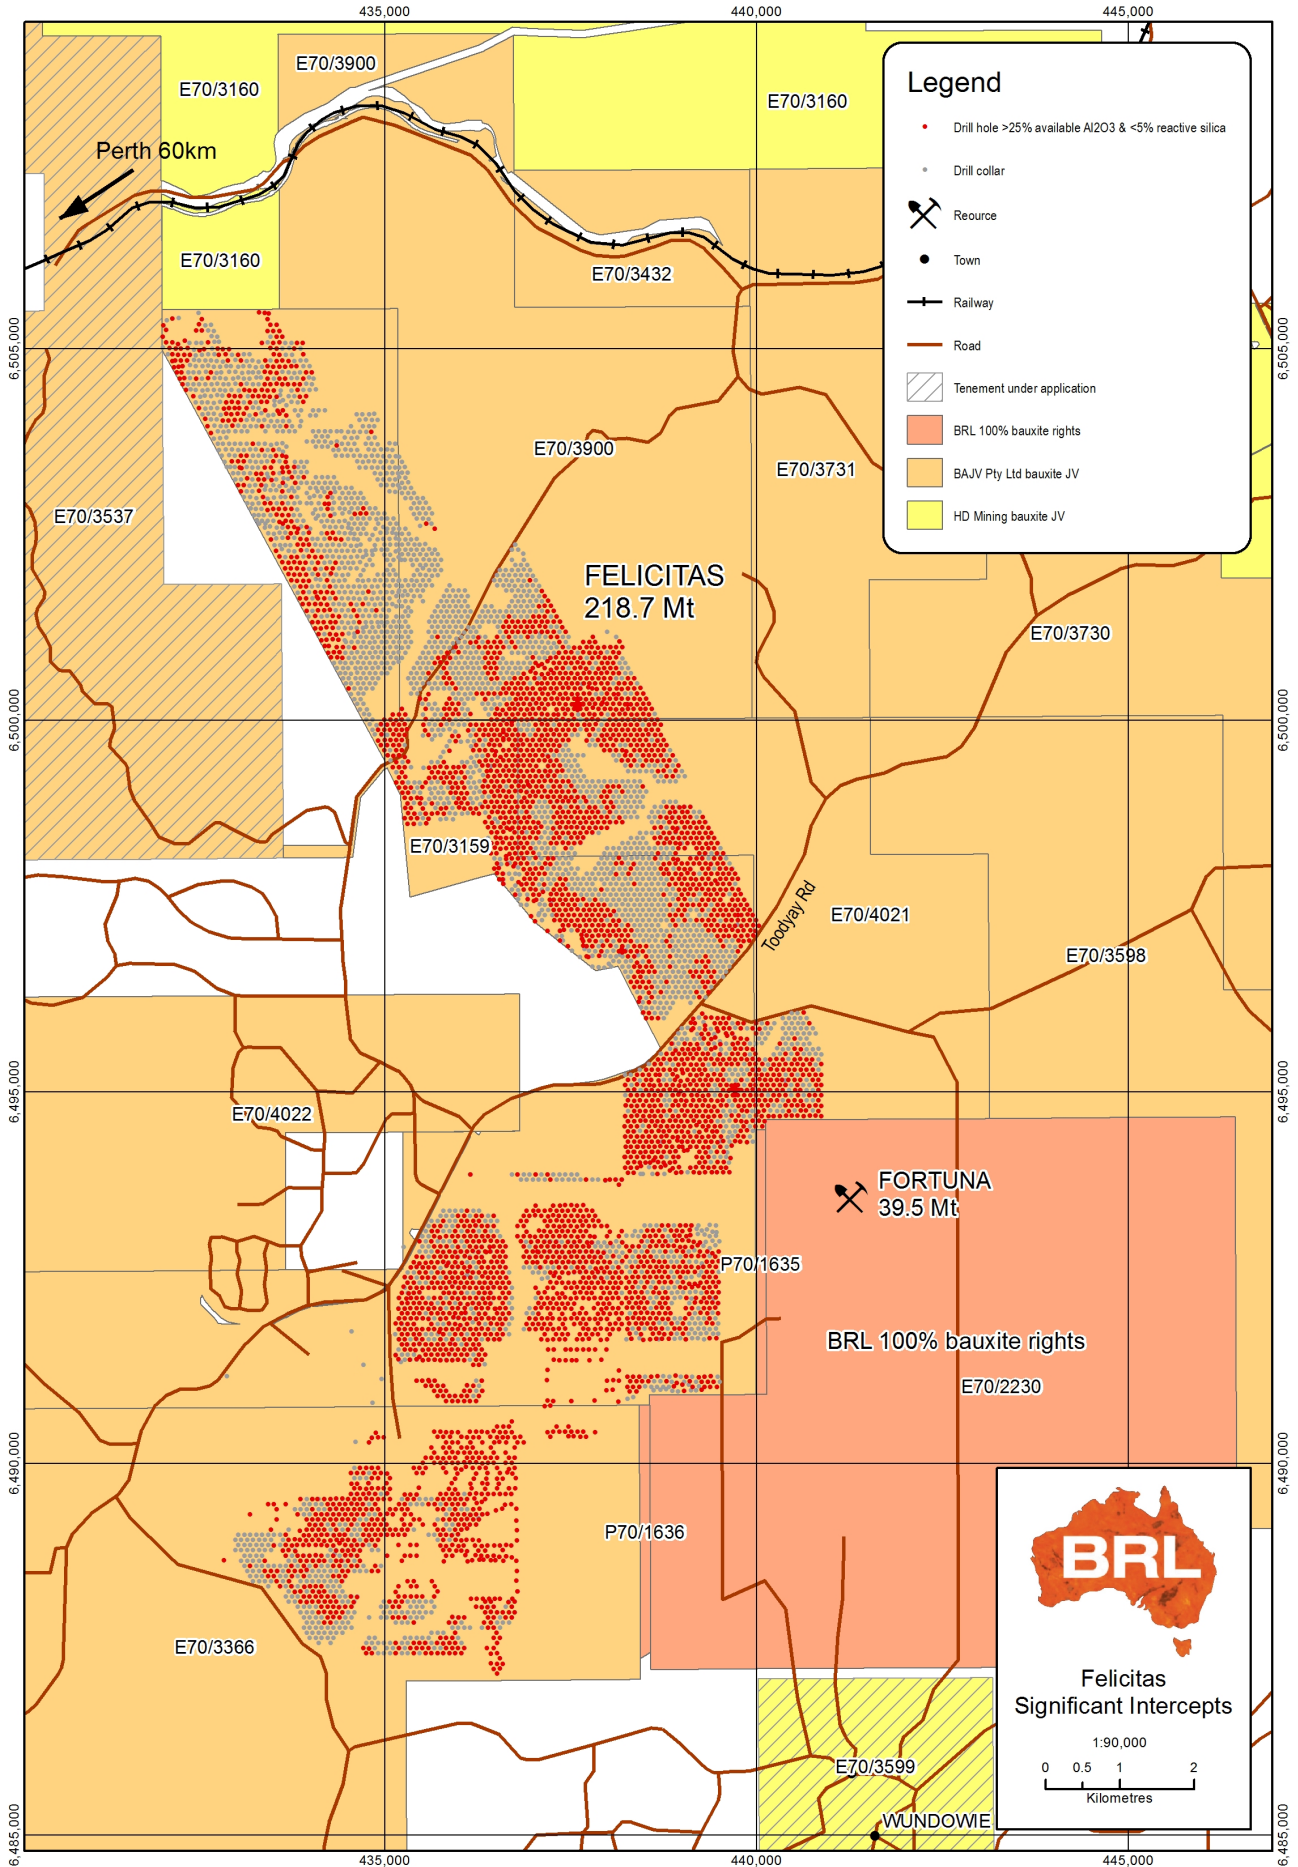 435,000
440,000
445,000
E70/3900
E70/3160
E70/3160
Perth 60km
E70/3160
E70/3432
Legend
Drill hole >25% available Al2O3 & <5% reactive silica
Drill collar
Reource
Town
Railway
Road
Tenement under application
BRL 100% bauxite rights
BAJV Pty Ltd bauxite JV
HD Mining bauxite JV
6,505,000
6,505,000
E70/3900
E70/3731
E70/3537
FELICITAS
218.7 Mt
E70/3730
6,500,000
6,500,000
E70/3159
Toodyay Rd
E70/4021
E70/3598
6,495,000
6,495,000
E70/4022
FORTUNA
39.5 Mt
P70/1635
BRL 100% bauxite rights
E70/2230
6,490,000
6,490,000
P70/1636
E70/3366
BRL
Felicitas
Significant Intercepts
1:90,000
0 0.5 1 2
Kilometres
E70/3599
WUNDOWIE
6,485,000
6,485,000
435,000
440,000
445,000